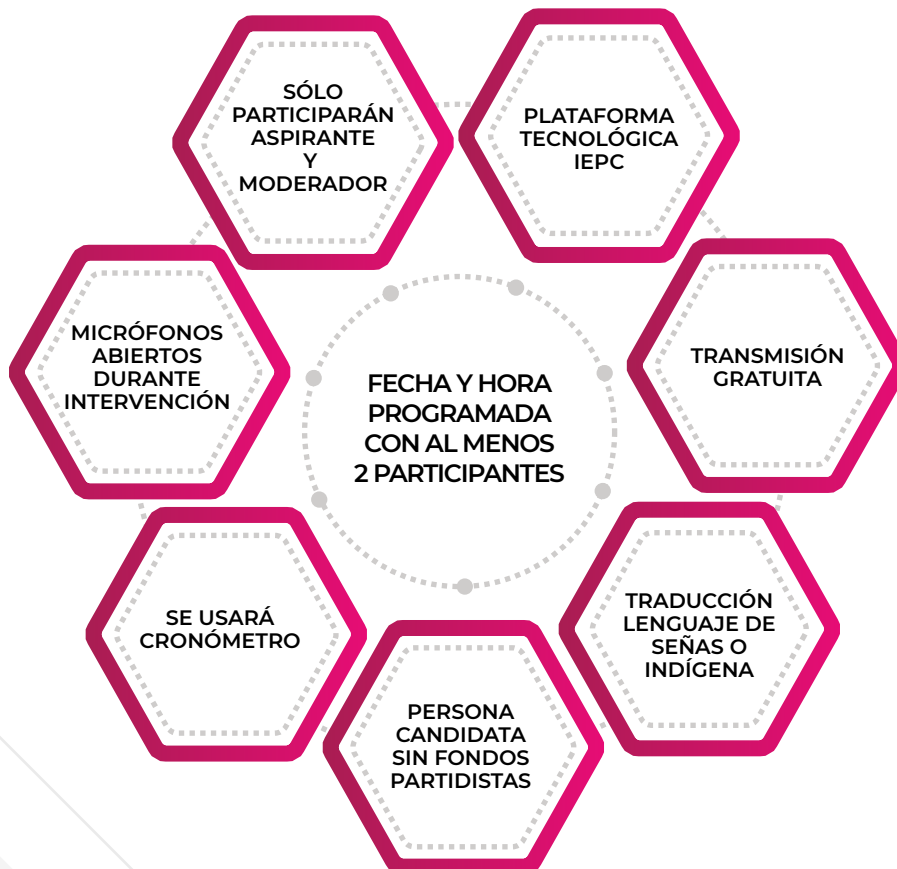 SÓLO
PARTICIPARÁN
ASPIRANTE
Y
MODERADOR
PLATAFORMA
TECNOLÓGICA
IEPC
MICRÓFONOS
ABIERTOS
DURANTE
INTERVENCIÓN
FECHA Y HORA
PROGRAMADA
CON AL MENOS
2 PARTICIPANTES
TRANSMISIÓN
GRATUITA
SE USARÁ
CRONÓMETRO
TRADUCCIÓN
LENGUAJE DE
SEÑAS O
INDÍGENA
PERSONA
CANDIDATA
SIN FONDOS
PARTIDISTAS